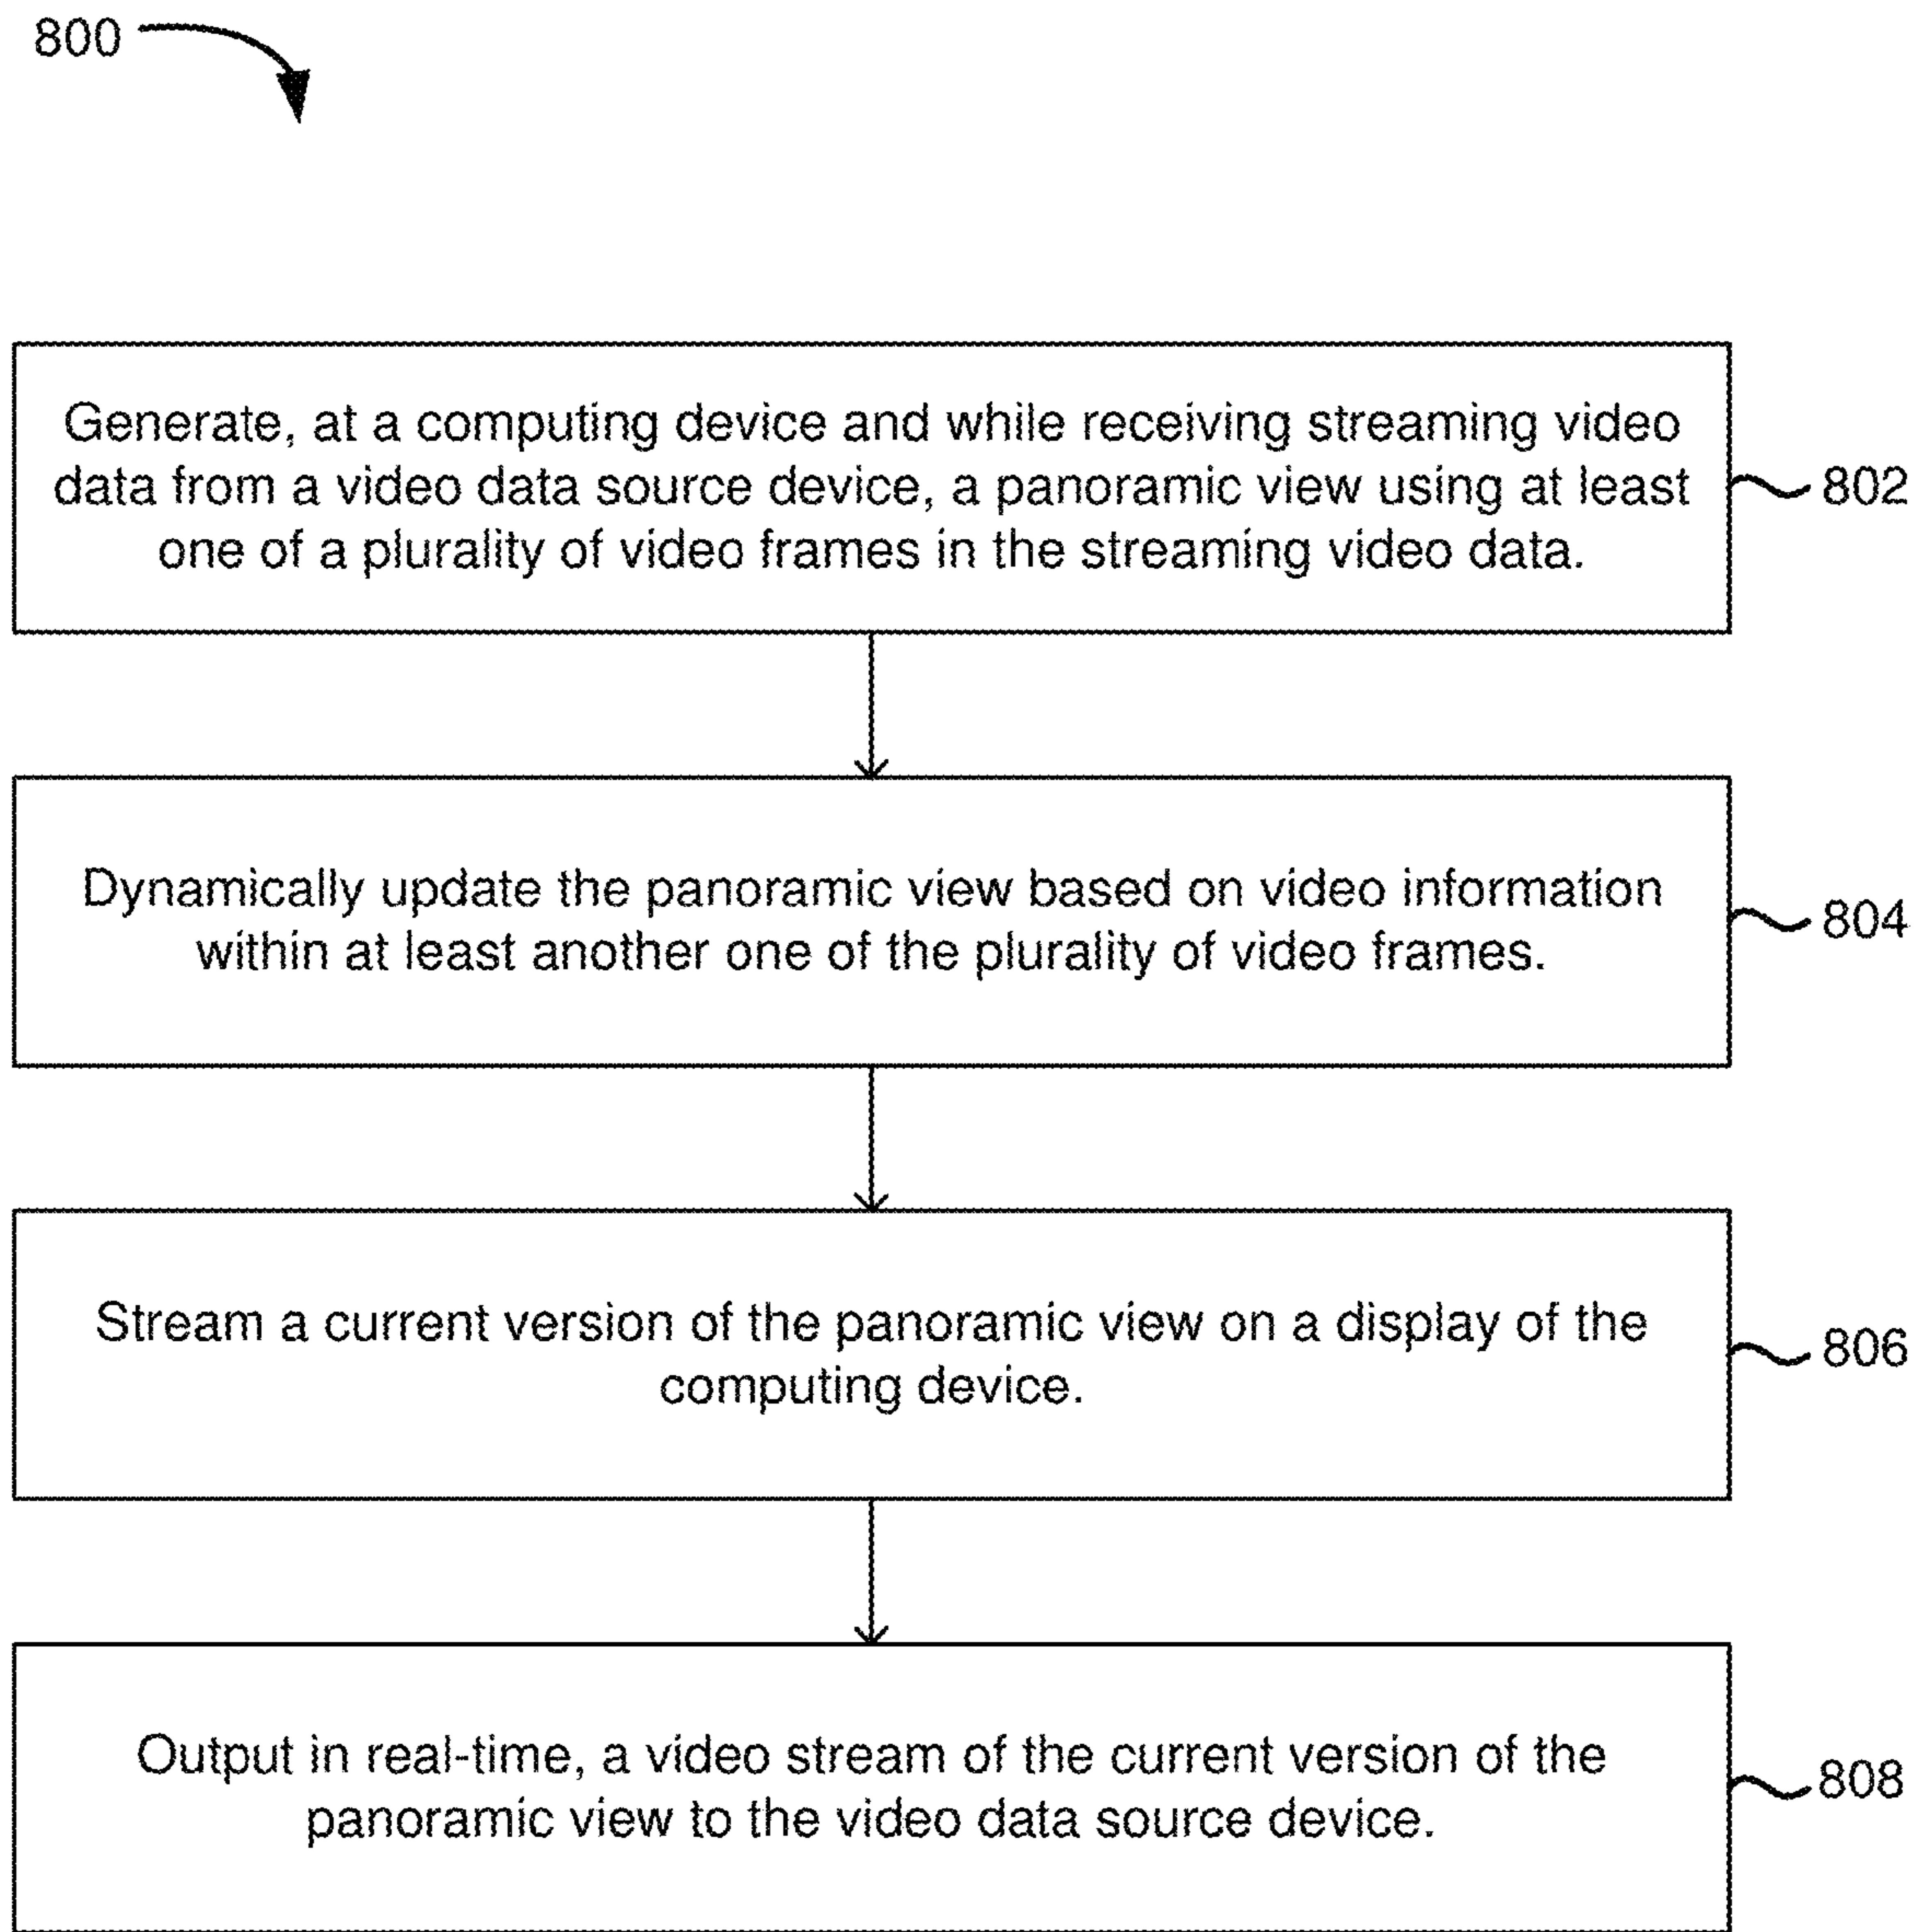 800
Generate, at a computing device and while receiving streaming video
data from a video data source device, a panoramic view using at least
one of a plurality of video frames in the streaming video data.
802
Dynamically update the panoramic view based on video information
within at least another one of the plurality of video frames.
804
Stream a current version of the panoramic view on a display of the
computing device.
806
Output in real-time, a video stream of the current version of the
panoramic view to the video data source device.
808